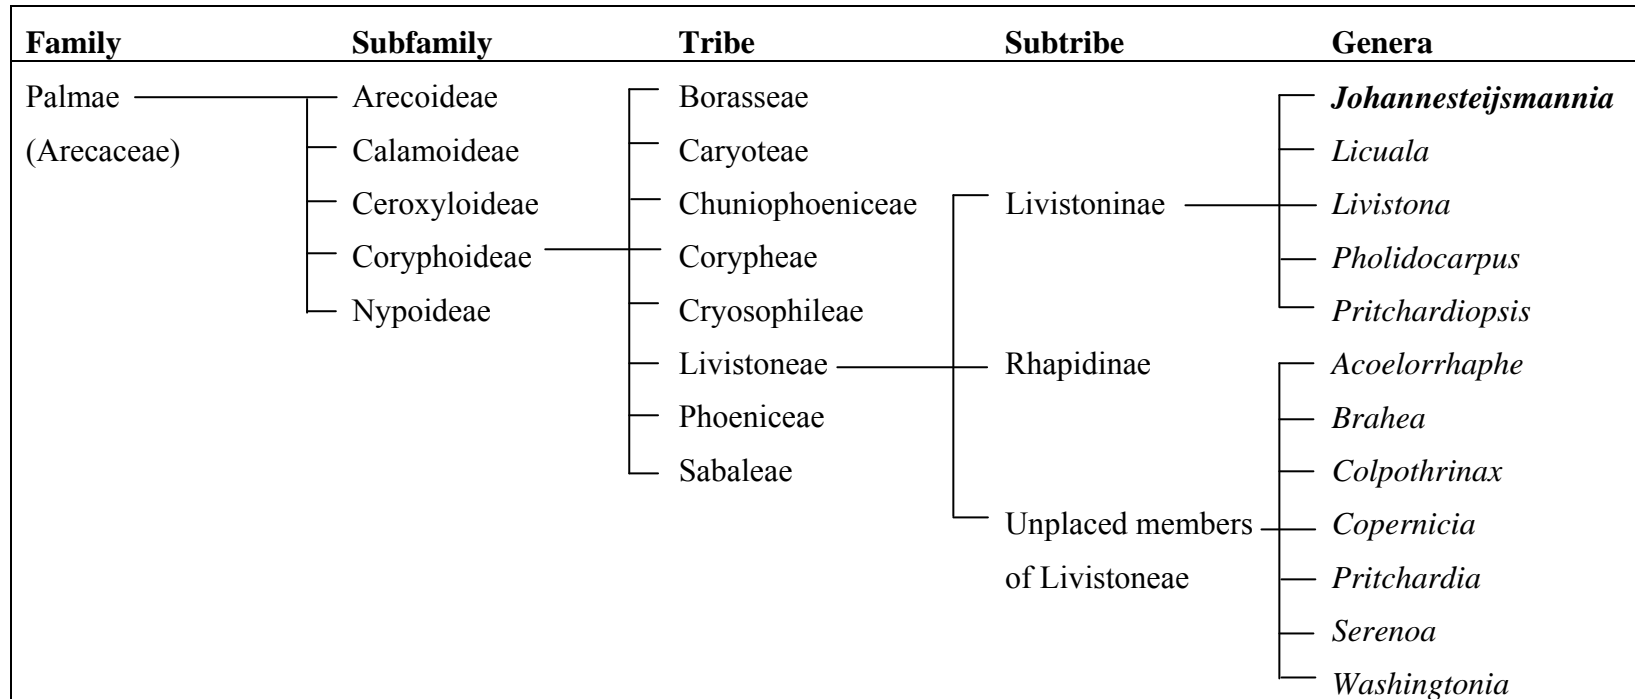 Family Subfamily Tribe Subtribe Genera
Palmae Arecoideae Borasseae Johannesteijsmannia
(Arecaceae) Calamoideae Caryoteae Licuala
Ceroxyloideae Chuniophoeniceae Livistoninae Livistona
Coryphoideae Corypheae Pholidocarpus
Nypoideae Cryosophileae Pritchardiopsis
Livistoneae Rhapidinae Acoelorrhaphe
Phoeniceae Brahea
Sabaleae Colpothrinax
Unplaced members Copernicia
of Livistoneae Pritchardia
Serenoa
Washingtonia